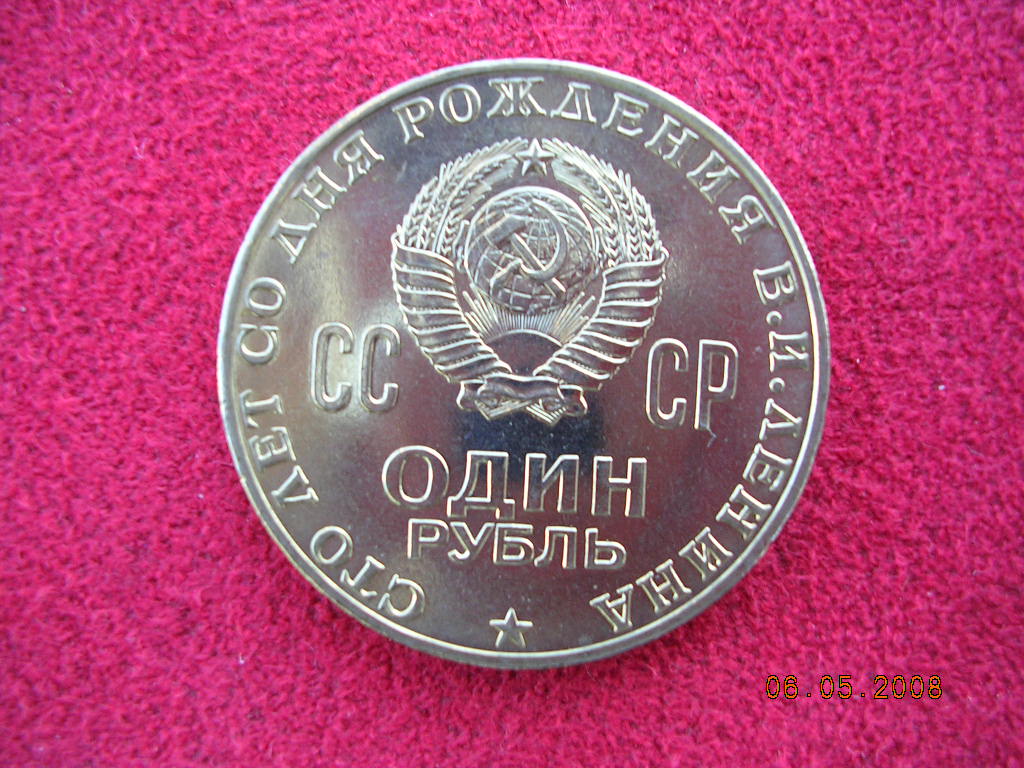 СТО ЛЕТ СО ДНЯ РОЖДЕНИЯ В.И.ЛЕНИНА
СС СР
ОДИН
РУБЛЬ
06.05.2008